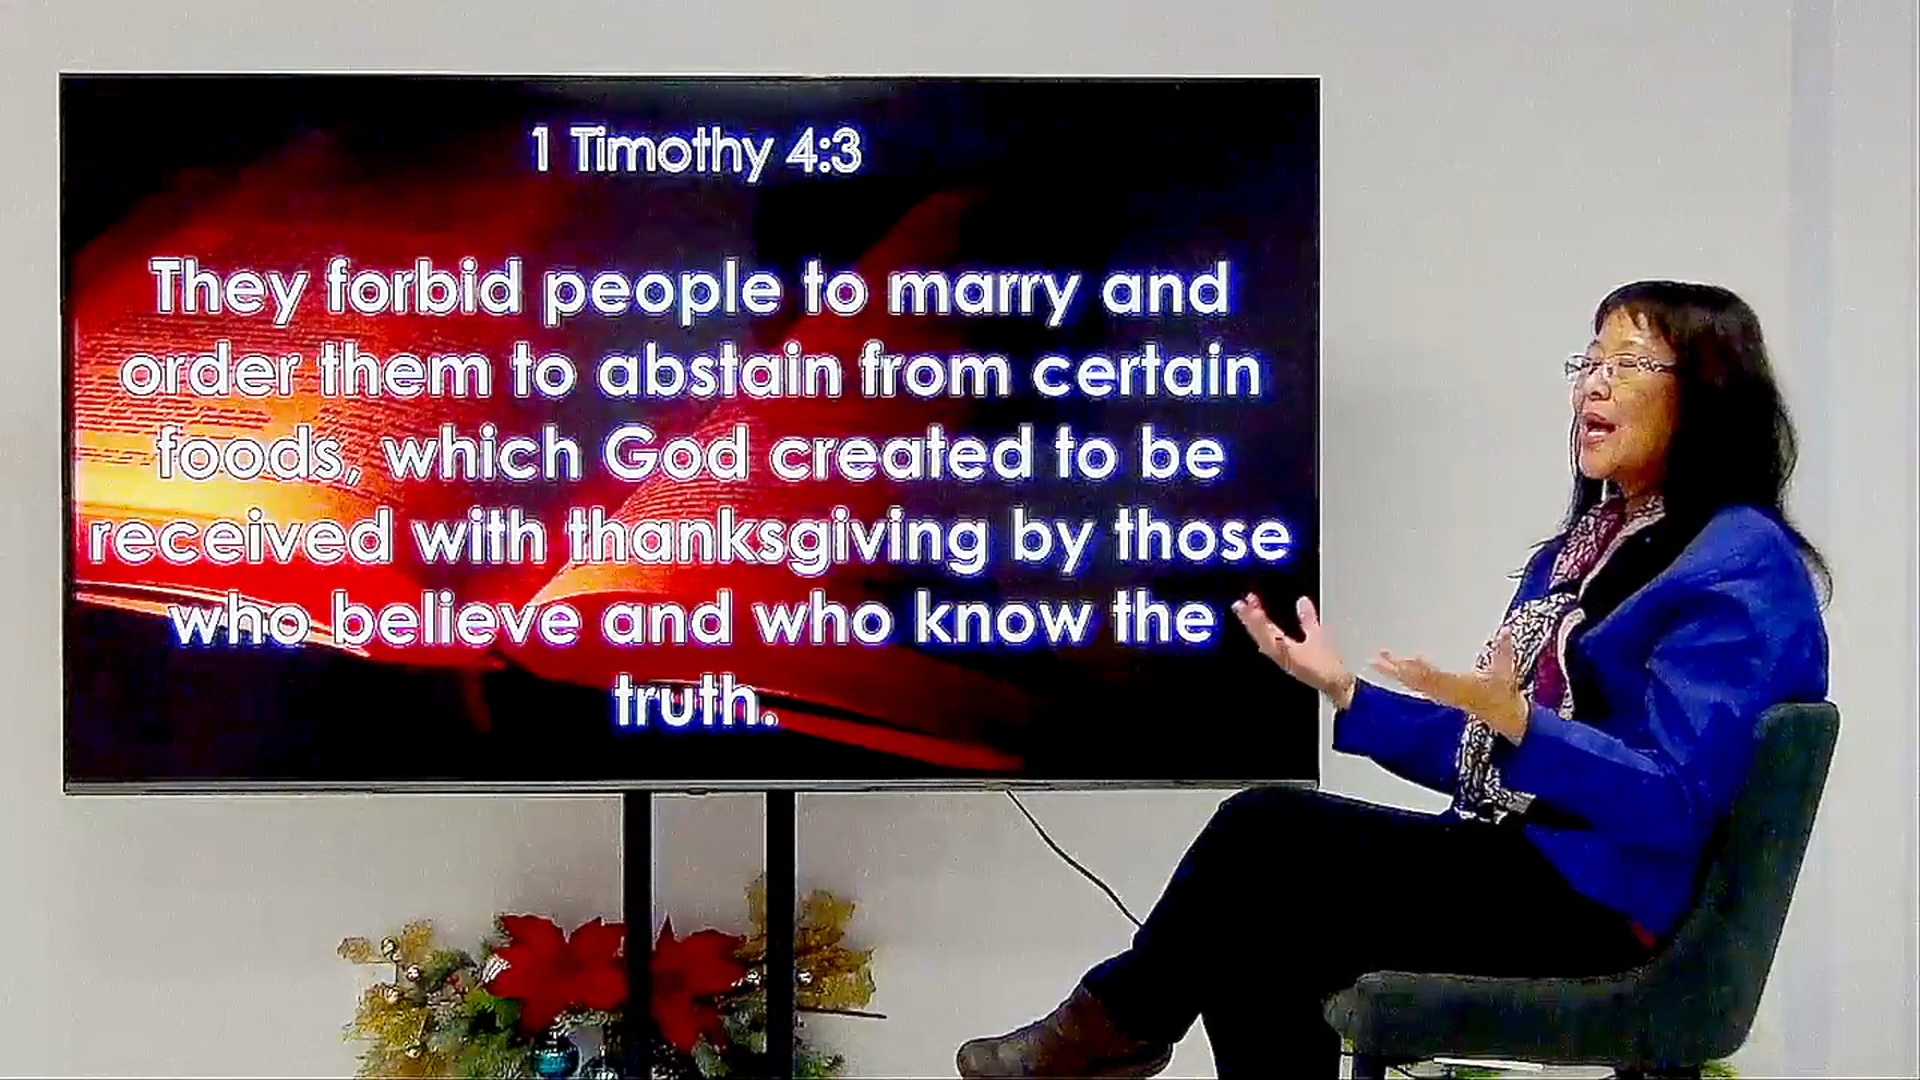 1 Timothy 4:3
They forbid people to marry and
order them to abstain from certain
foods, which God created to be
received with thanksgiving by those
who believe and who know the
truth.